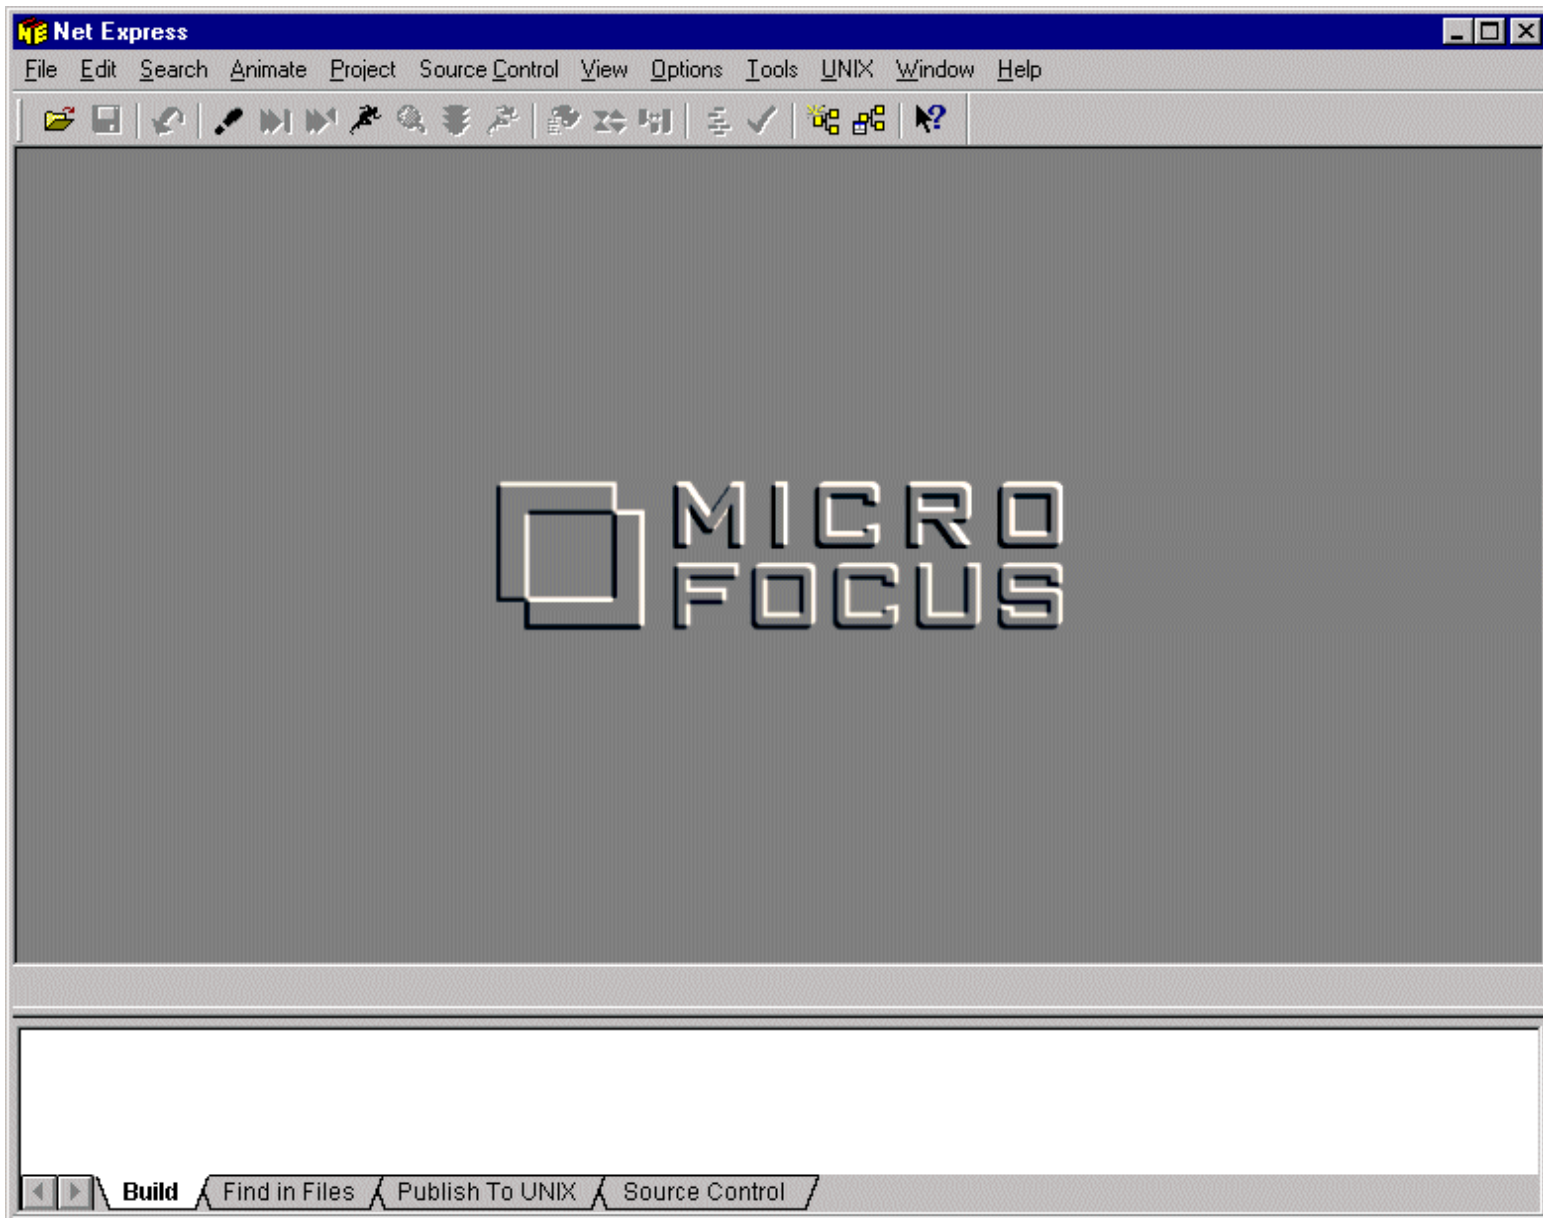 Net Express
File Edit Search Animate Project Source Control View Options Tools UNIX Window Help
MICRO
FOCUS
Build Find in Files Publish To UNIX Source Control